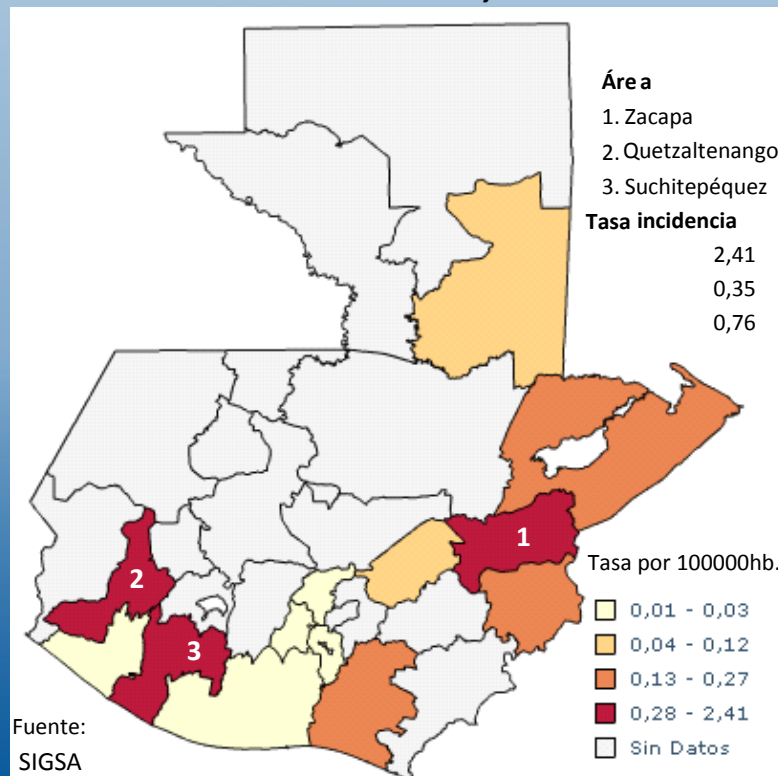 Área
1. Zacapa
2. Quetzaltenango
3. Suchitepéquez
Tasa incidencia
2,41
0,35
0,76
1
2
3
Tasa por 100000hb.
0,01 - 0,03
0,04 - 0,12
0,13 - 0,27
0,28 - 2,41
Sin Datos
Fuente:
SIGSA